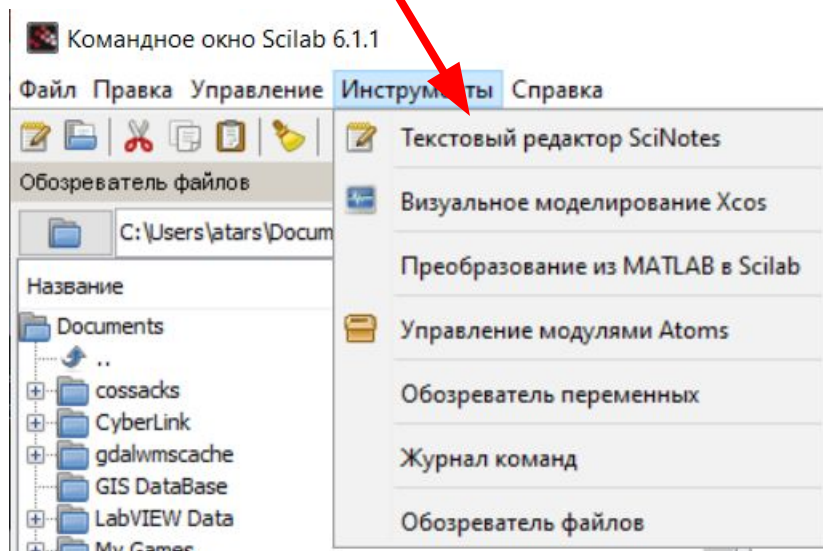 Командное окно Scilab 6.1.1
Файл Правка Управление Инструменты Справка
Обозреватель файлов
C:\Users\atars\Docum
Название
Documents
..
cossacks
CyberLink
gdalwmscache
GIS DataBase
LabVIEW Data
My Games
Текстовый редактор SciNotes
Визуальное моделирование Xcos
Преобразование из MATLAB в Scilab
Управление модулями Atoms
Обозреватель переменных
Журнал команд
Обозреватель файлов